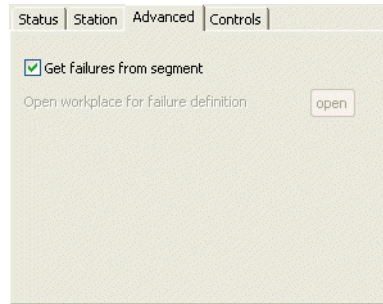 Status Station Advanced Controls
Get failures from segment
Open workplace for failure definition open